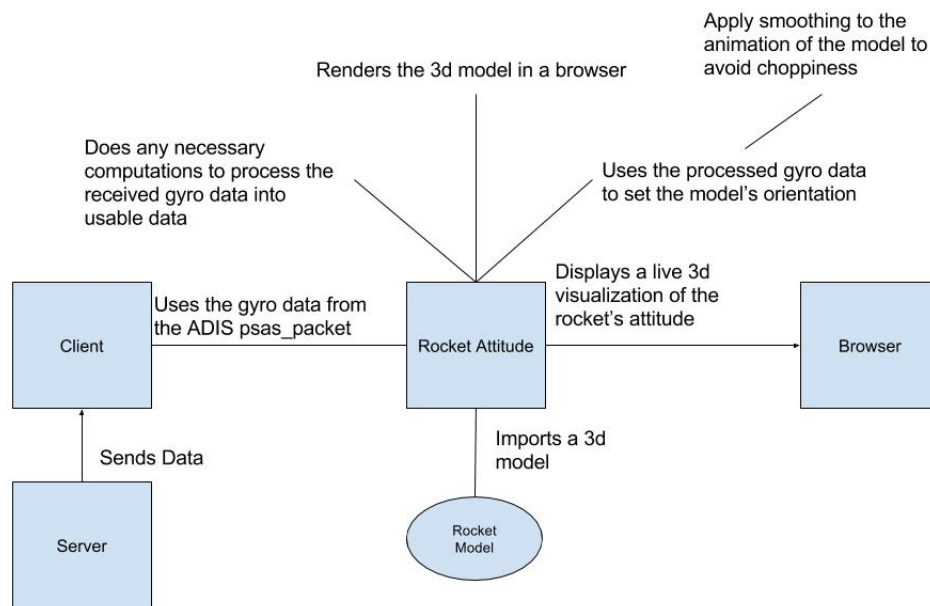 Apply smoothing to the
animation of the model to
avoid choppiness
Renders the 3d model in a browser
Does any necessary
computations to process the
received gyro data into
usable data
Uses the processed gyro data
to set the model's orientation
Displays a live 3d
visualization of the
rocket's attitude
Uses the gyro data from
the ADIS psas_packet
Client
Rocket Attitude
Browser
Sends Data
Imports a 3d
model
Server
Rocket
Model